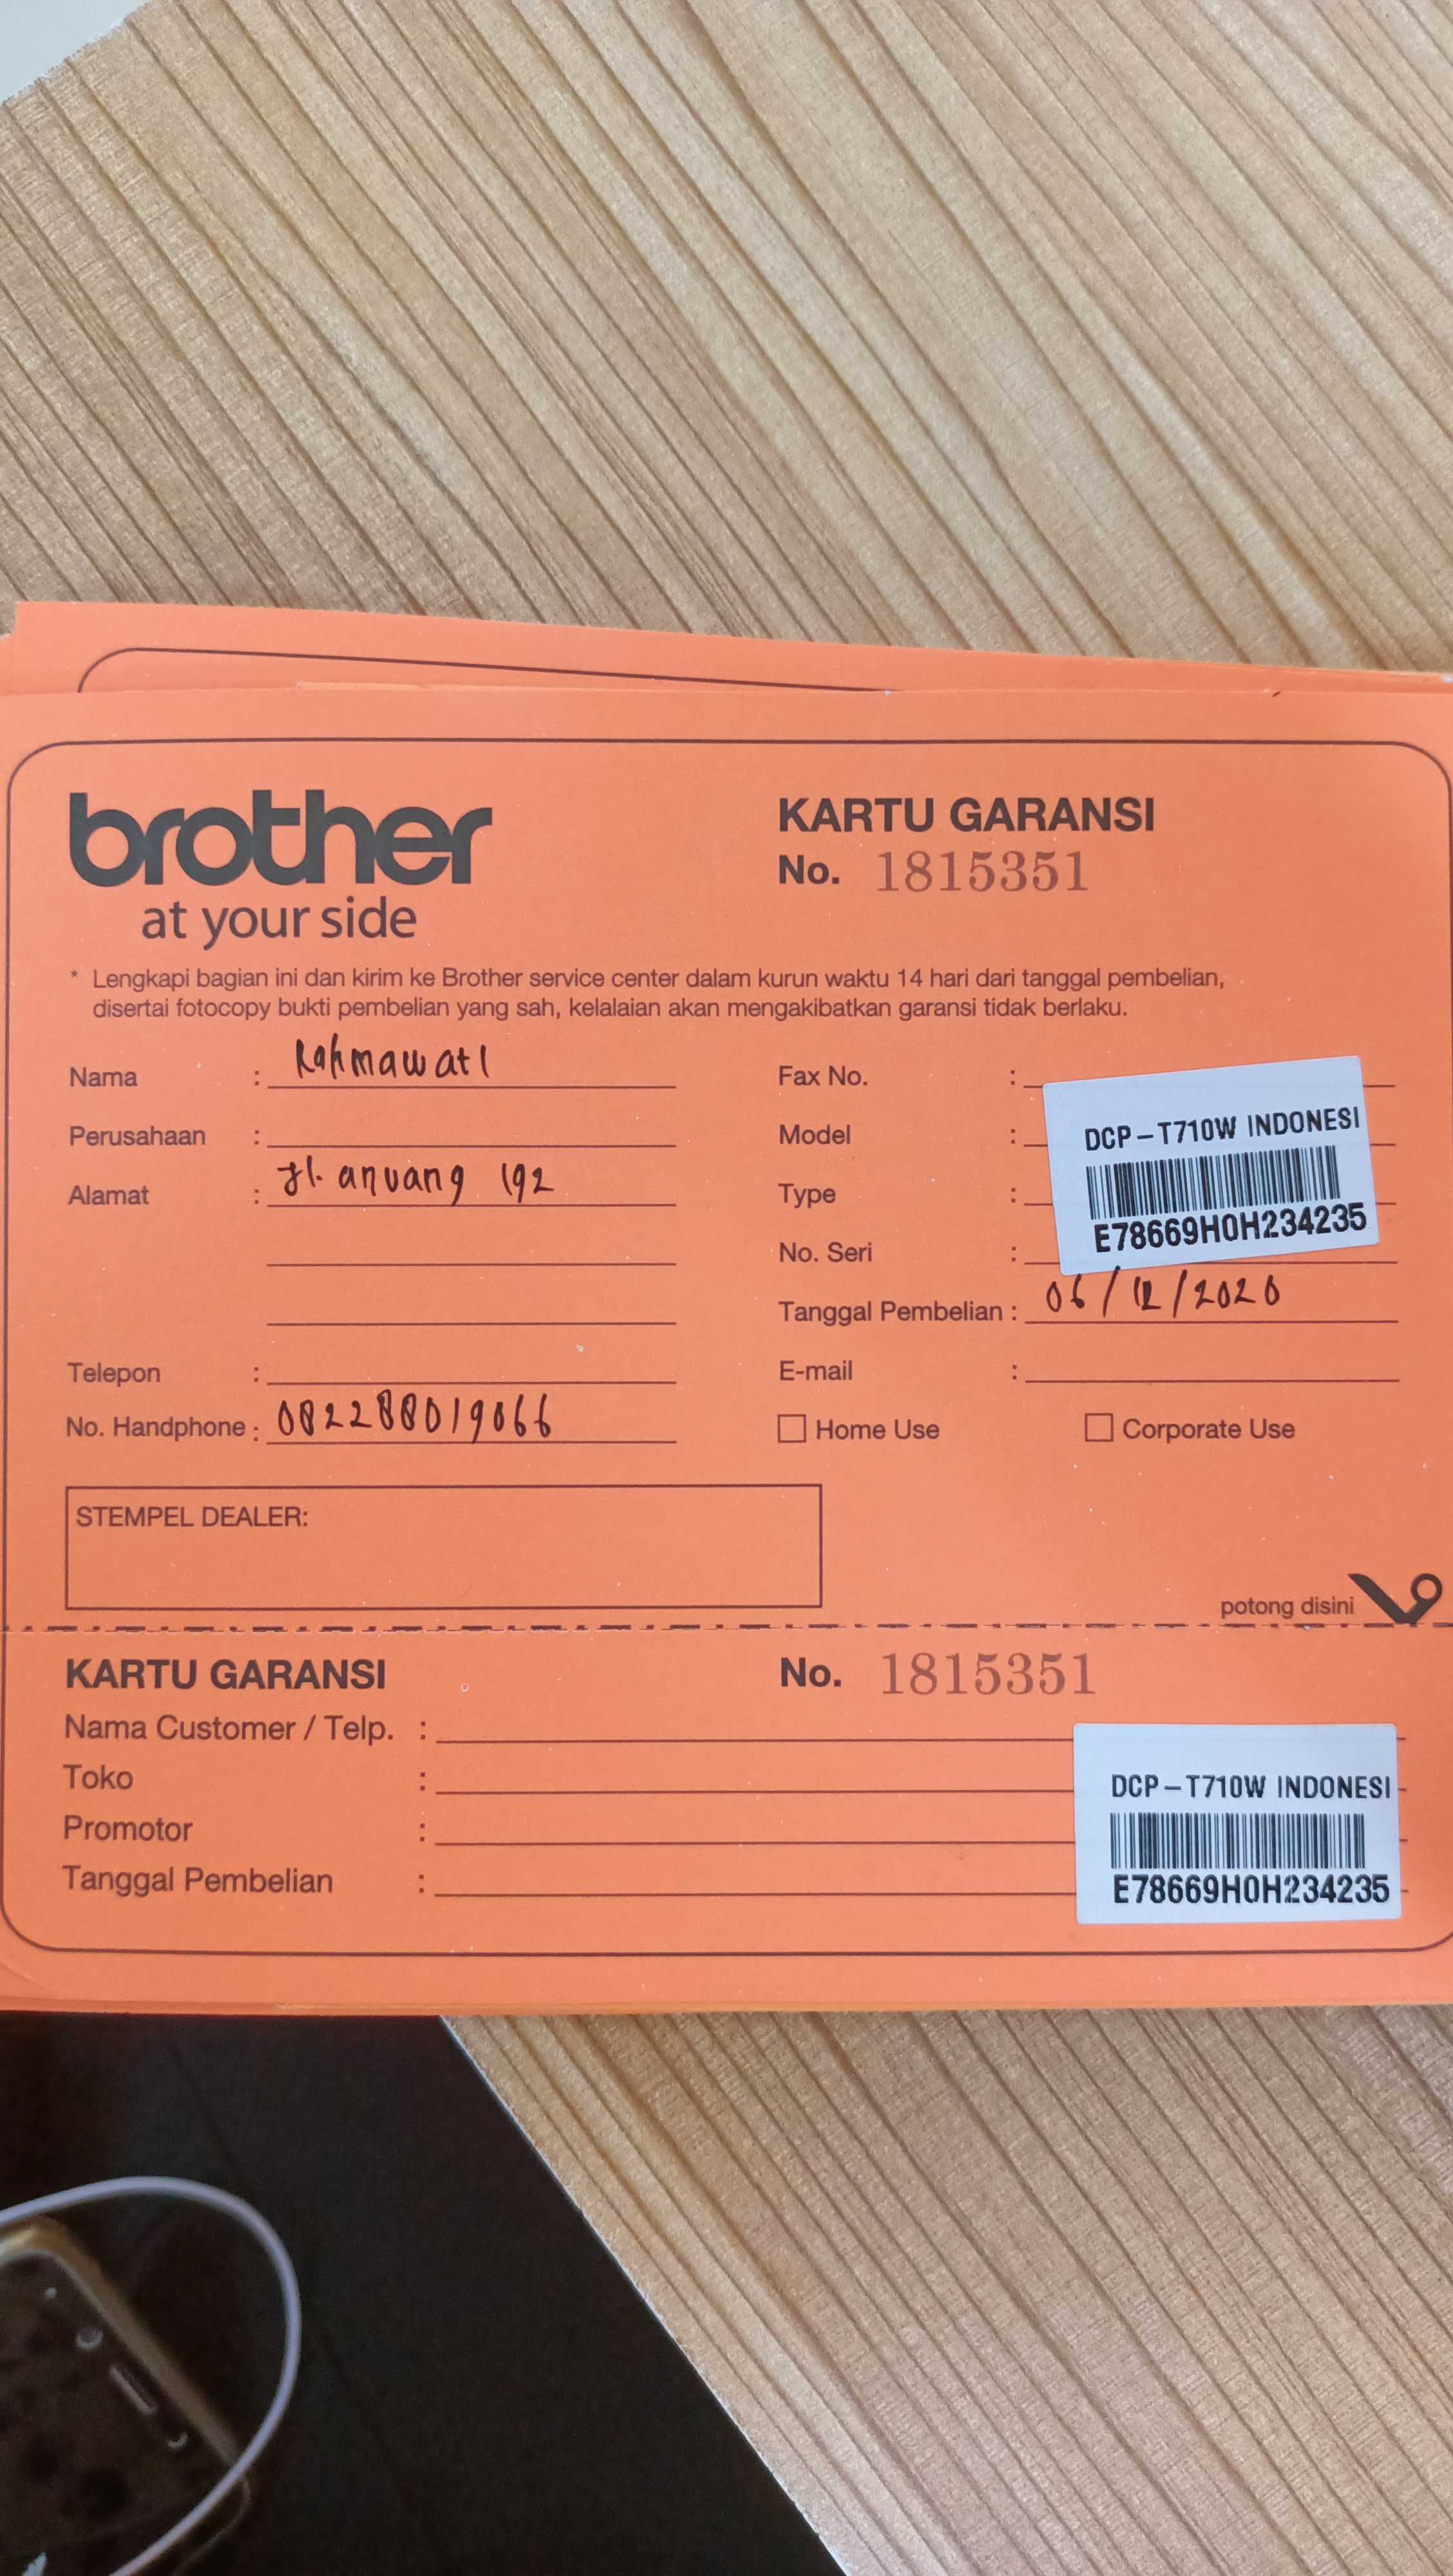 brother
at your side
KARTU GARANSI
No. 1815351
* Lengkapi bagian ini dan kirim ke Brother service center dalam kurun waktu 14 hari dari tanggal pembelian,
disertai fotocopy bukti pembelian yang sah, kelalaian akan mengakibatkan garansi tidak berlaku.
Nama : Rahmawati
Perusahaan :
Alamat : Jl. anuang 192
Telepon :
No. Handphone : 082288019066
Fax No. :
Model :
Type :
No. Seri :
DCP-T710W INDONESI
E78669H0H234235
Tanggal Pembelian : 06/12/2020
E-mail :
Home Use Corporate Use
STEMPEL DEALER:
potong disini
KARTU GARANSI No. 1815351
Nama Customer / Telp. :
Toko :
Promotor :
Tanggal Pembelian :
DCP-T710W INDONESI
E78669H0H234235